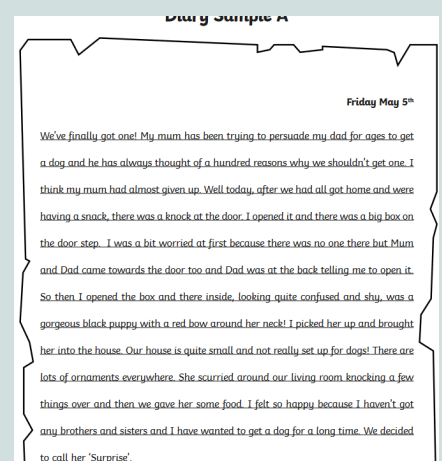 Diary Sample A
Friday May 5th
We've finally got one! My mum has been trying to persuade my dad for ages to get
a dog and he has always thought of a hundred reasons why we shouldn't get one. I
think my mum had almost given up. Well today, after we had all got home and were
having a snack, there was a knock at the door. I opened it and there was a big box on
the door step.  I was a bit worried at first because there was no one there but Mum
and Dad came towards the door too and Dad was at the back telling me to open it.
So then I opened the box and there inside, looking quite confused and shy, was a
gorgeous black puppy with a red bow around her neck! I picked her up and brought
her into the house. Our house is quite small and not really set up for dogs! There are
lots of ornaments everywhere. She scurried around our living room knocking a few
things over and then we gave her some food. I felt so happy because I haven't got
any brothers and sisters and I have wanted to get a dog for a long time. We decided
to call her 'Surprise'.